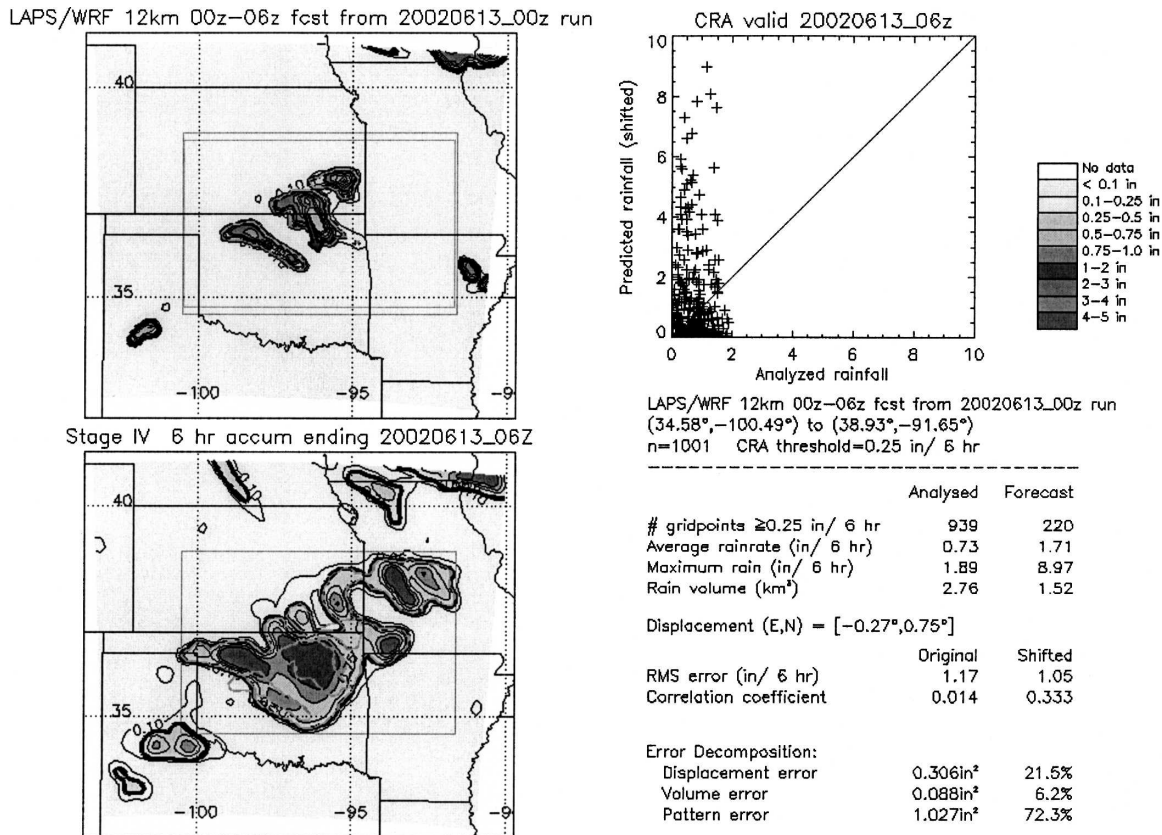 LAPS/WRF 12km 00z-06z fcst from 20020613_00z run
40
35
-100
-95
-9
0.10
Stage IV 6 hr accum ending 20020613_06Z
40
35
-100
-95
-9
0.10
0.10
CRA valid 20020613_06z
Predicted rainfall (shifted)
10
8
6
4
2
0
0 2 4 6 8 10
Analyzed rainfall
No data
< 0.1 in
0.1-0.25 in
0.25-0.5 in
0.5-0.75 in
0.75-1.0 in
1-2 in
2-3 in
3-4 in
4-5 in
LAPS/WRF 12km 00z-06z fcst from 20020613_00z run
(34.58°,-100.49°) to (38.93°,-91.65°)
n=1001 CRA threshold=0.25 in/ 6 hr
Analysed Forecast
# gridpoints ≥0.25 in/ 6 hr 939 220
Average rainrate (in/ 6 hr) 0.73 1.71
Maximum rain (in/ 6 hr) 1.89 8.97
Rain volume (km³) 2.76 1.52
Displacement (E,N) = [-0.27°,0.75°]
Original Shifted
RMS error (in/ 6 hr) 1.17 1.05
Correlation coefficient 0.014 0.333
Error Decomposition:
Displacement error 0.306in² 21.5%
Volume error 0.088in² 6.2%
Pattern error 1.027in² 72.3%